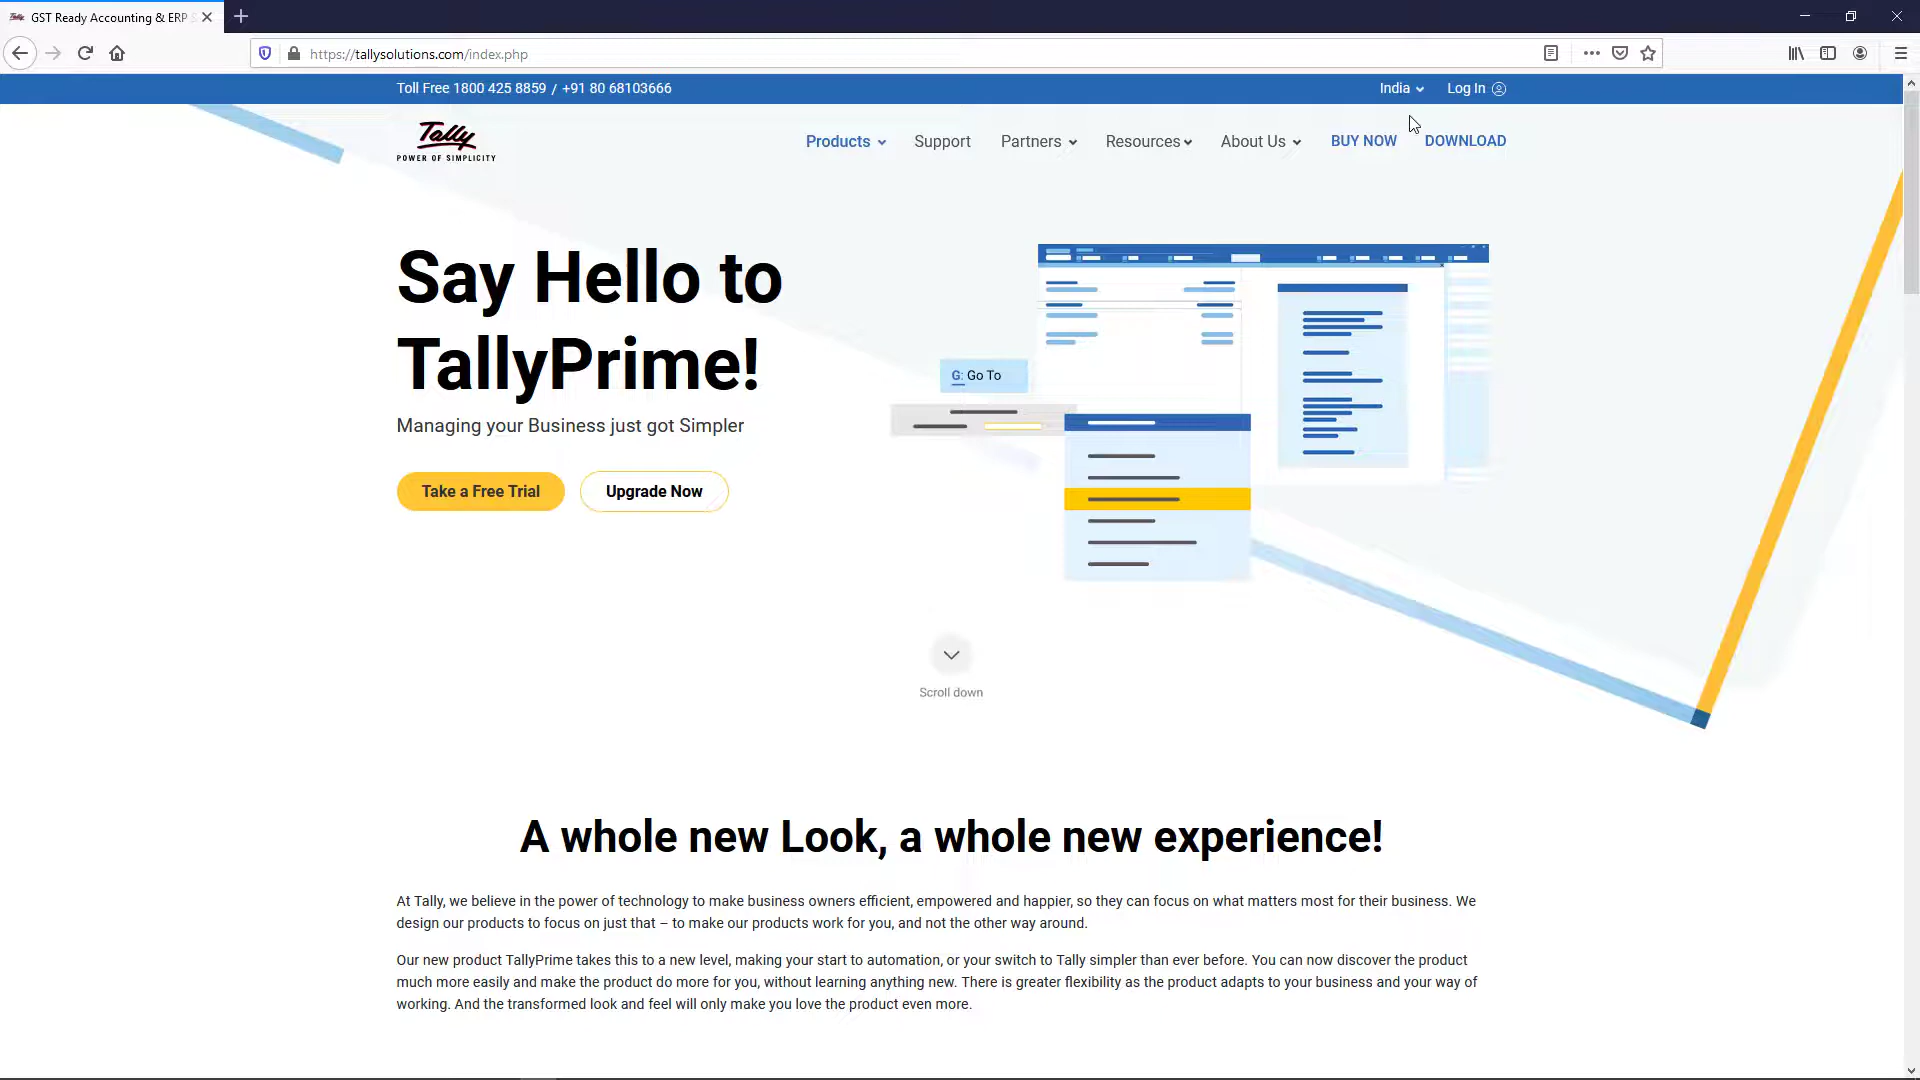 GST Ready Accounting & ERP
https://tallysolutions.com/index.php
Toll Free 1800 425 8859 / +91 80 68103666
India
Log In
Tally
POWER OF SIMPLICITY
Products
Support
Partners
Resources
About Us
BUY NOW
DOWNLOAD
Say Hello to
TallyPrime!
Managing your Business just got Simpler
Take a Free Trial
Upgrade Now
G: Go To
Scroll down
A whole new Look, a whole new experience!
At Tally, we believe in the power of technology to make business owners efficient, empowered and happier, so they can focus on what matters most for their business. We
design our products to focus on just that – to make our products work for you, and not the other way around.
Our new product TallyPrime takes this to a new level, making your start to automation, or your switch to Tally simpler than ever before. You can now discover the product
much more easily and make the product do more for you, without learning anything new. There is greater flexibility as the product adapts to your business and your way of
working. And the transformed look and feel will only make you love the product even more.